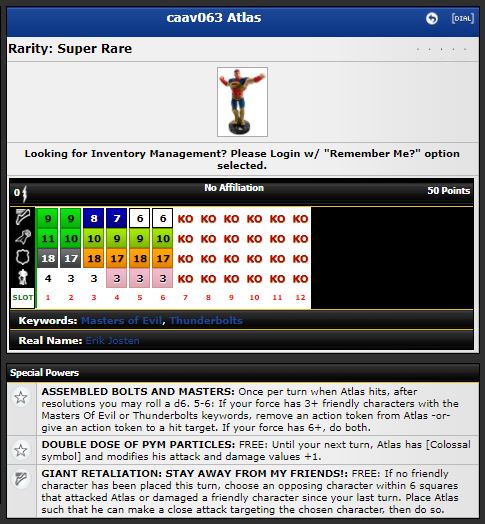 caav063 Atlas
[DIAL]
Rarity: Super Rare
· · · · ·
Looking for Inventory Management? Please Login w/ "Remember Me?" option
selected.
0 No Affiliation 50 Points
9 9 8 7 6 6 KO KO KO KO KO KO
11 10 10 10 9 10 KO KO KO KO KO KO
18 17 18 17 18 17 KO KO KO KO KO KO
4 3 3 3 3 3 KO KO KO KO KO KO
SLOT 1 2 3 4 5 6 7 8 9 10 11 12
Keywords: Masters of Evil, Thunderbolts
Real Name: Erik Josten
Special Powers
ASSEMBLED BOLTS AND MASTERS: Once per turn when Atlas hits, after
resolutions you may roll a d6. 5-6: If your force has 3+ friendly characters with the
Masters Of Evil or Thunderbolts keywords, remove an action token from Atlas -or-
give an action token to a hit target. If your force has 6+, do both.
DOUBLE DOSE OF PYM PARTICLES: FREE: Until your next turn, Atlas has [Colossal
symbol] and modifies his attack and damage values +1.
GIANT RETALIATION: STAY AWAY FROM MY FRIENDS!: FREE: If no friendly
character has been placed this turn, choose an opposing character within 6 squares
that attacked Atlas or damaged a friendly character since your last turn. Place Atlas
such that he can make a close attack targeting the chosen character, then do so.